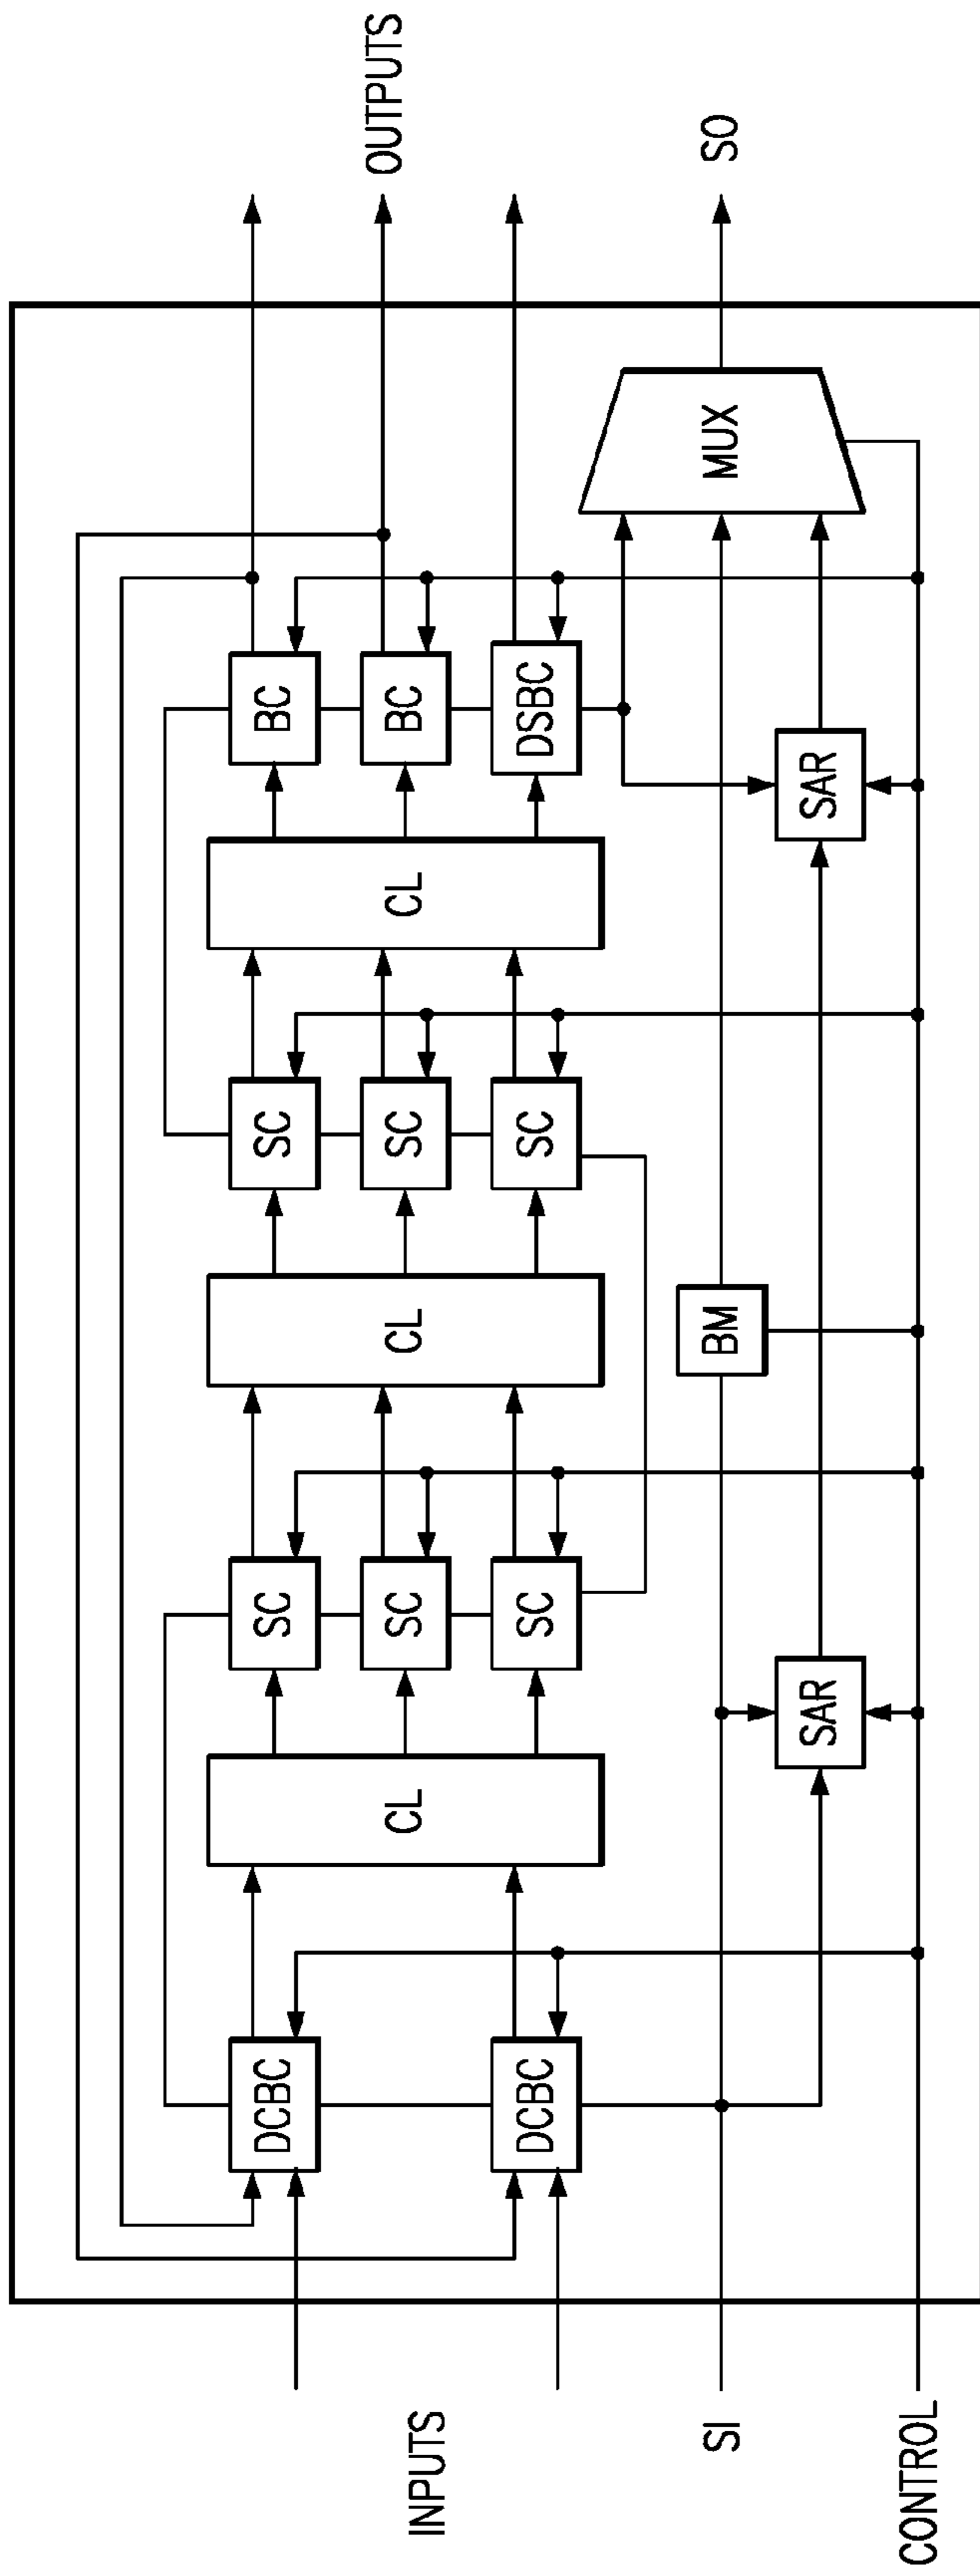 INPUTS
SI
CONTROL
DCBC
DCBC
CL
SC
SC
SC
CL
SC
SC
SC
CL
BC
BC
DSBC
SAR
BM
SAR
MUX
OUTPUTS
SO